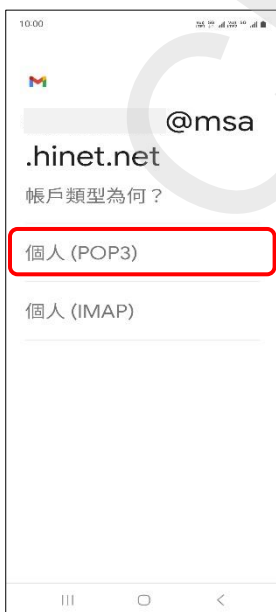 10:00
@msa
.hinet.net
帳戶類型為何？
個人 (POP3)
個人 (IMAP)